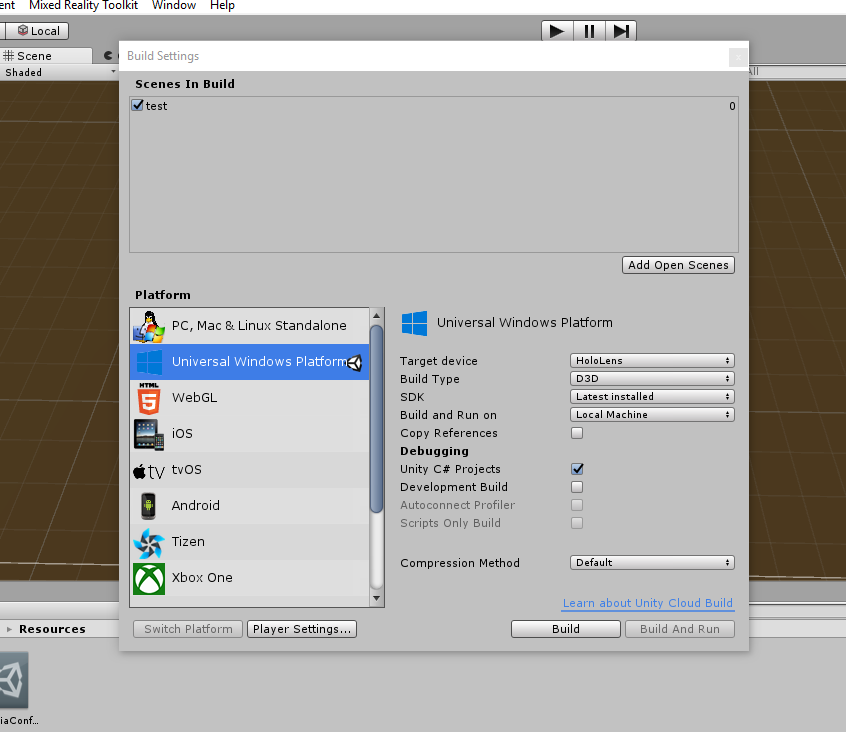 ent Mixed Reality Toolkit Window Help
Local
Scene
Shaded
All
Build Settings
Scenes In Build
test 0
Add Open Scenes
Platform
PC, Mac & Linux Standalone
Universal Windows Platform
HTML
5
WebGL
iOS
tv
tvOS
Android
Tizen
Xbox One
Universal Windows Platform
Target device HoloLens
Build Type D3D
SDK Latest installed
Build and Run on Local Machine
Copy References
Debugging
Unity C# Projects
Development Build
Autoconnect Profiler
Scripts Only Build
Compression Method Default
Learn about Unity Cloud Build
Switch Platform Player Settings... Build Build And Run
Resources
iaConf...